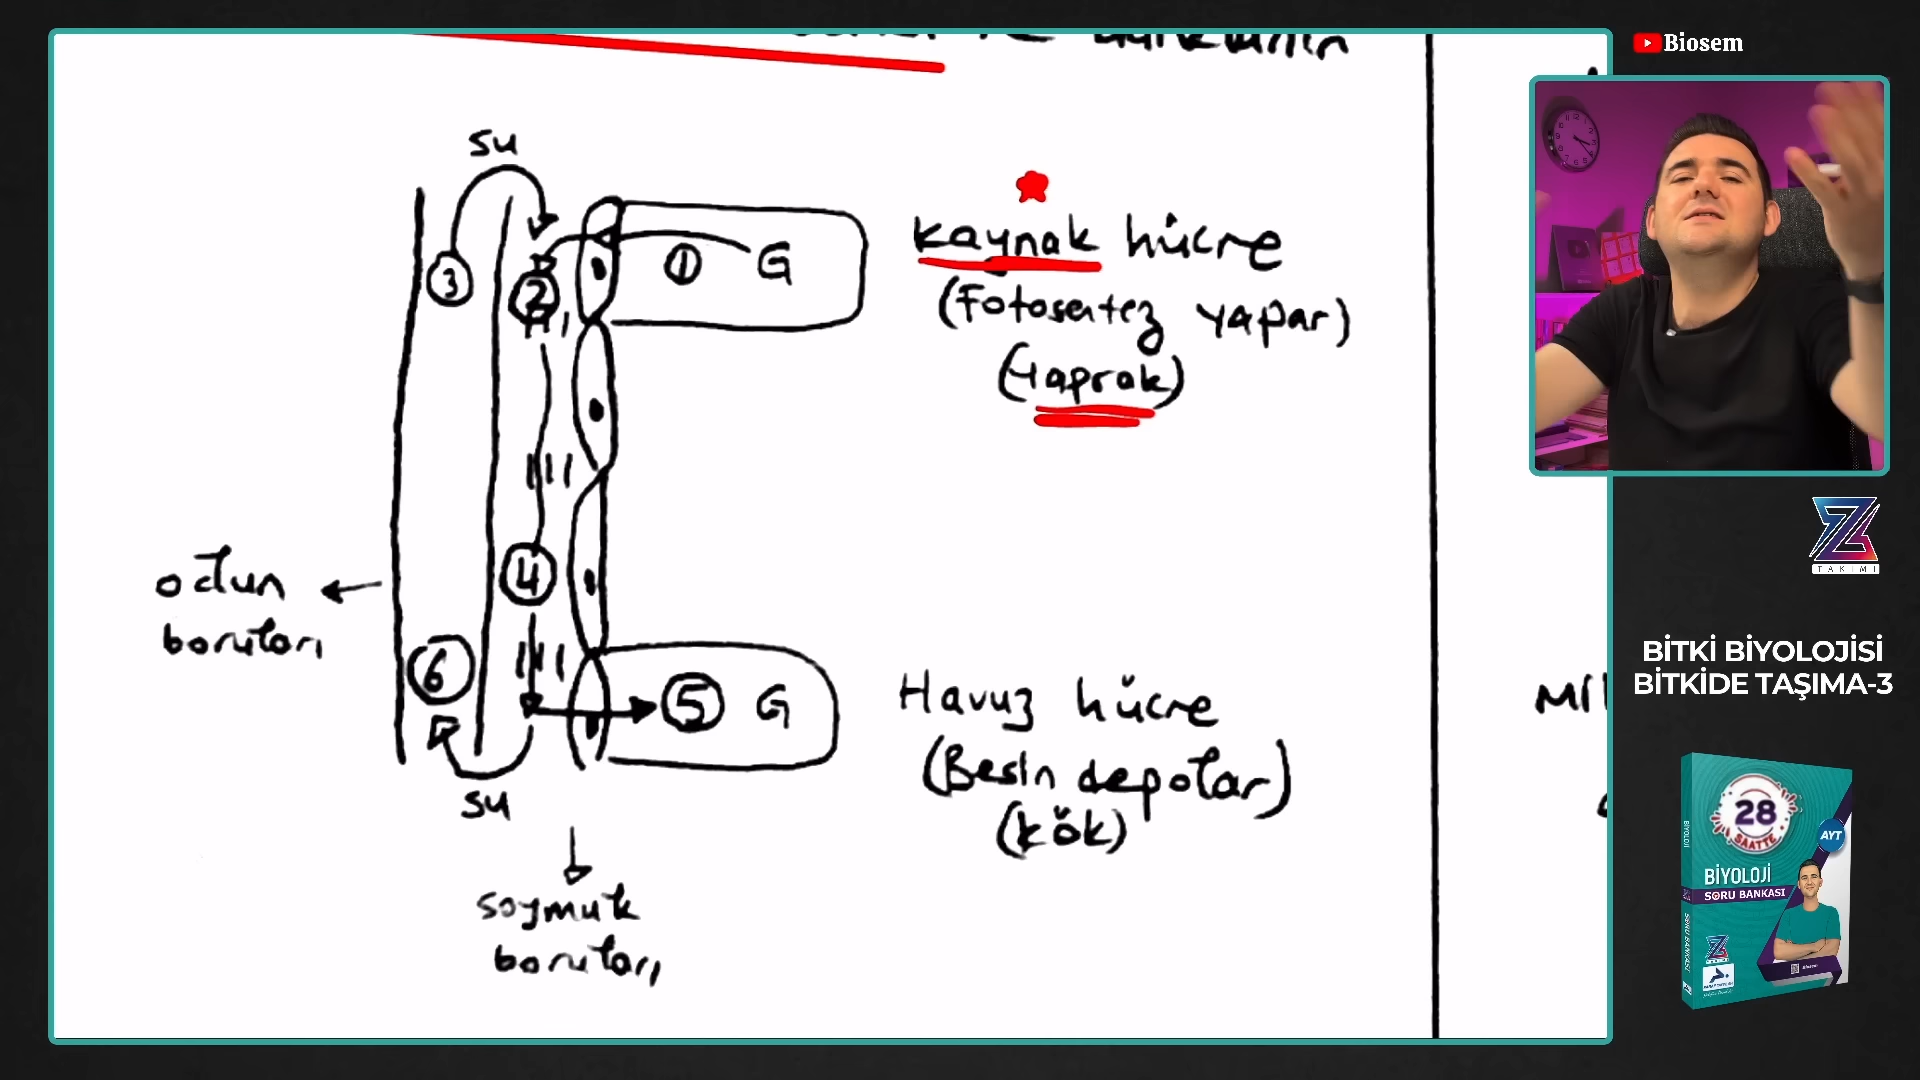 su
3
2
1
G
kaynak hücre
(Fotosentez yapar)
(Yaprak)
4
odun
boruları
6
5
G
Havuz hücre
(Besin depolar)
(kök)
su
soymuk
boruları
Biosem
TAKIMI
BİTKİ BİYOLOJİSİ
BİTKİDE TAŞIMA-3
28
SAATTE
AYT
BİYOLOJİ
SORU BANKASI